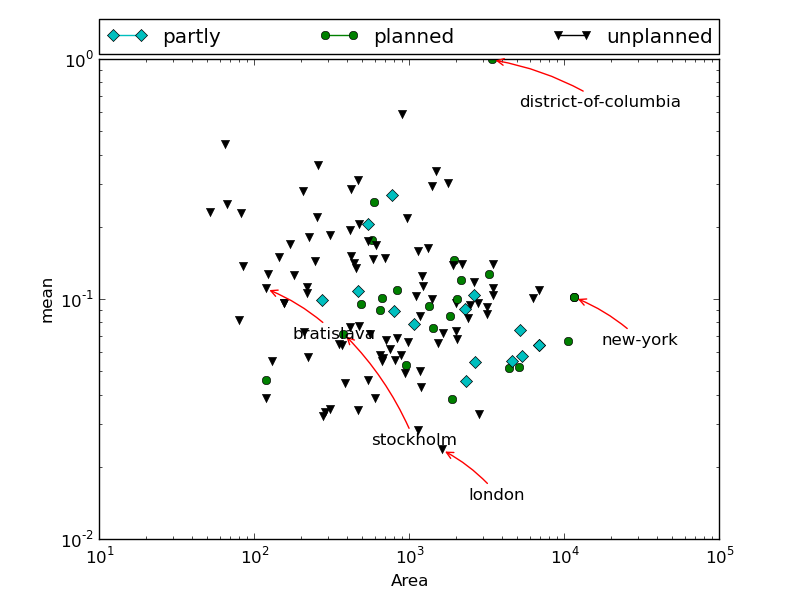 partly planned unplanned
10^0
district-of-columbia
mean
10^-1
bratislava
new-york
stockholm
london
10^-2
10^1 10^2 10^3 10^4 10^5
Area